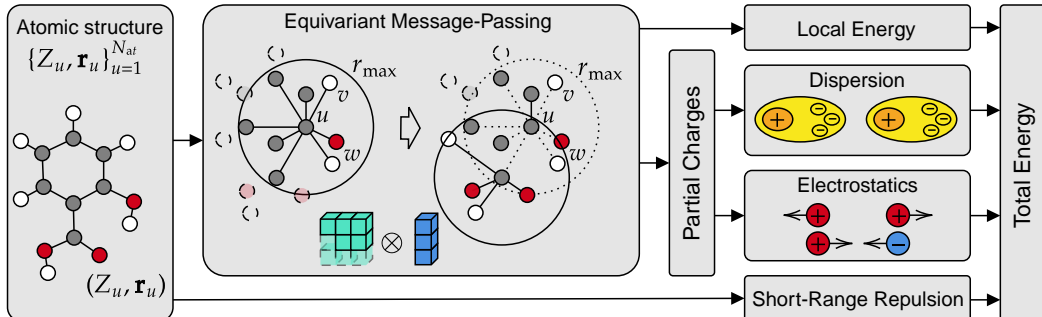 Atomic structure
{Z_u, r_u}_{u=1}^{N_at}
(Z_u, r_u)
Equivariant Message-Passing
r_max
v
u
w
r_max
v
u
w
⊗
Partial Charges
Local Energy
Dispersion
+ − − − + − − −
Electrostatics
+ +
+ −
Short-Range Repulsion
Total Energy